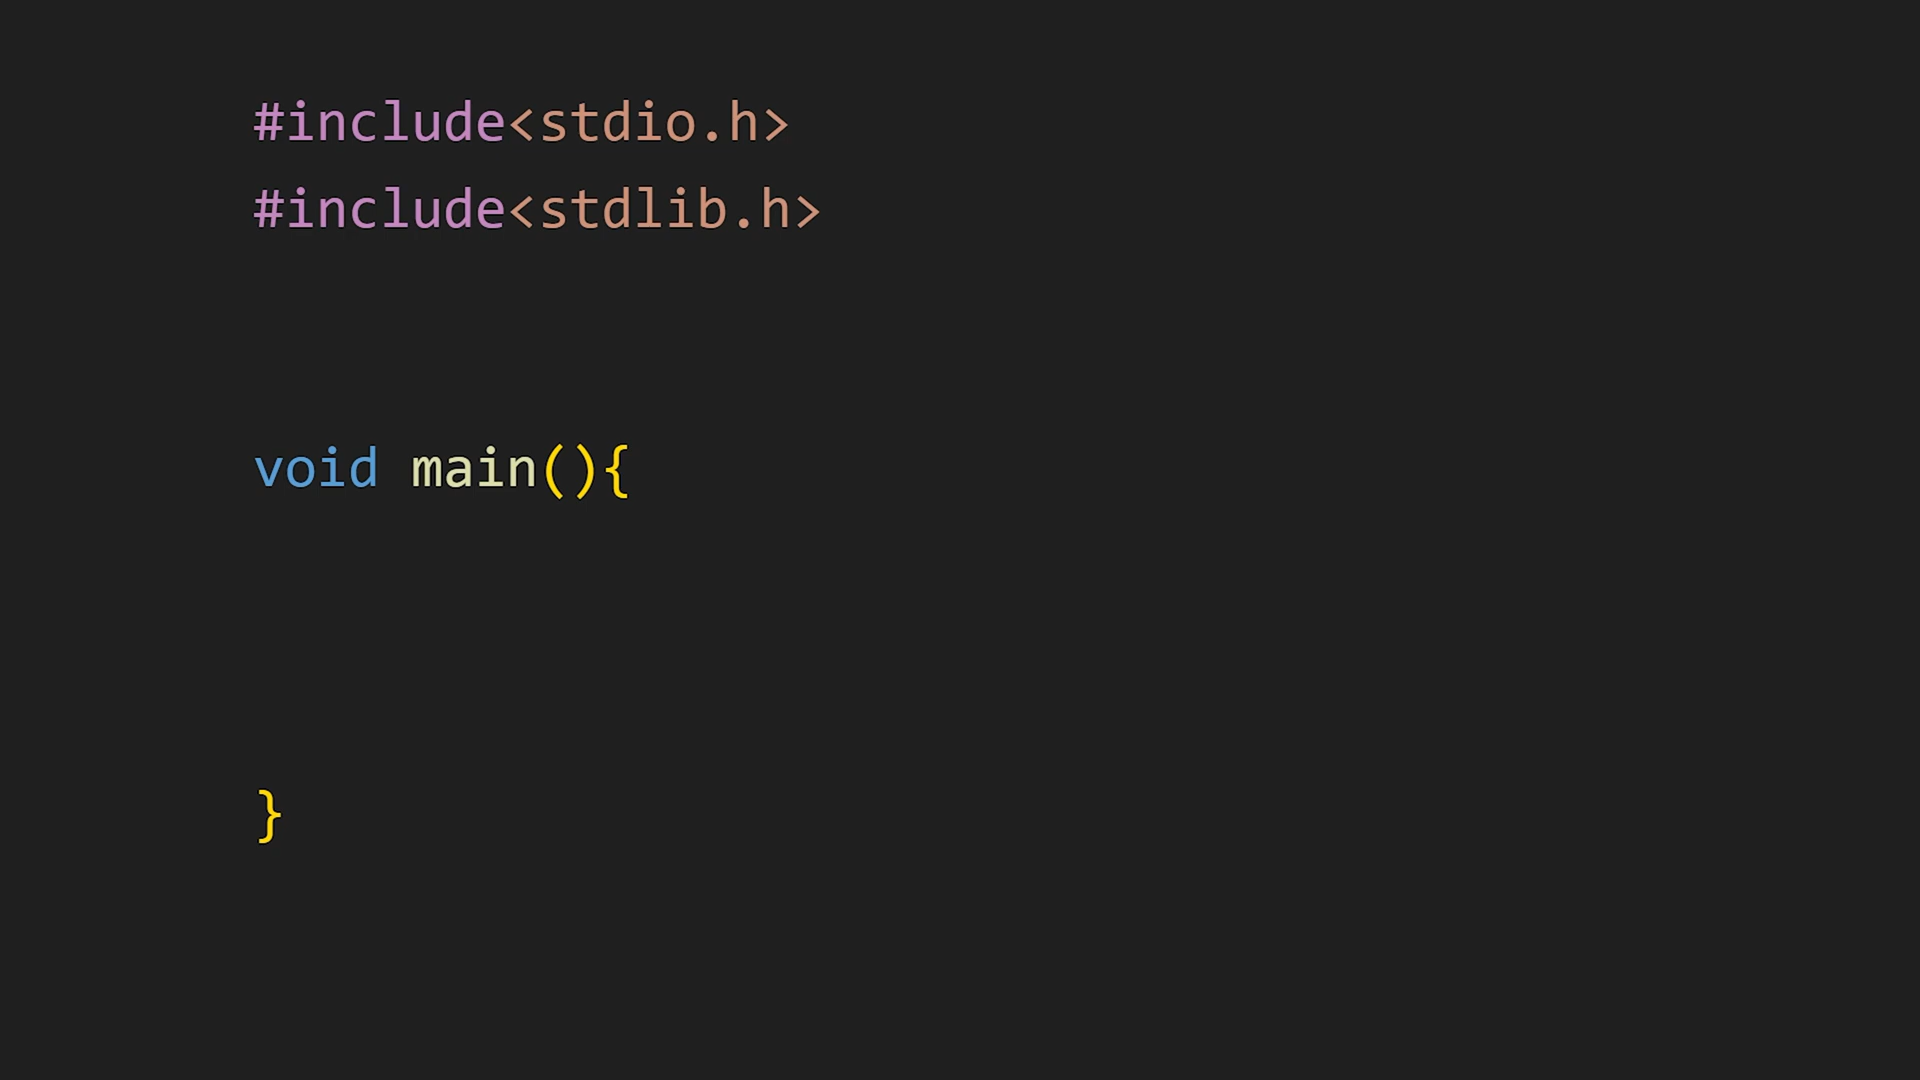 #include<stdio.h>
#include<stdlib.h>
void main(){
}